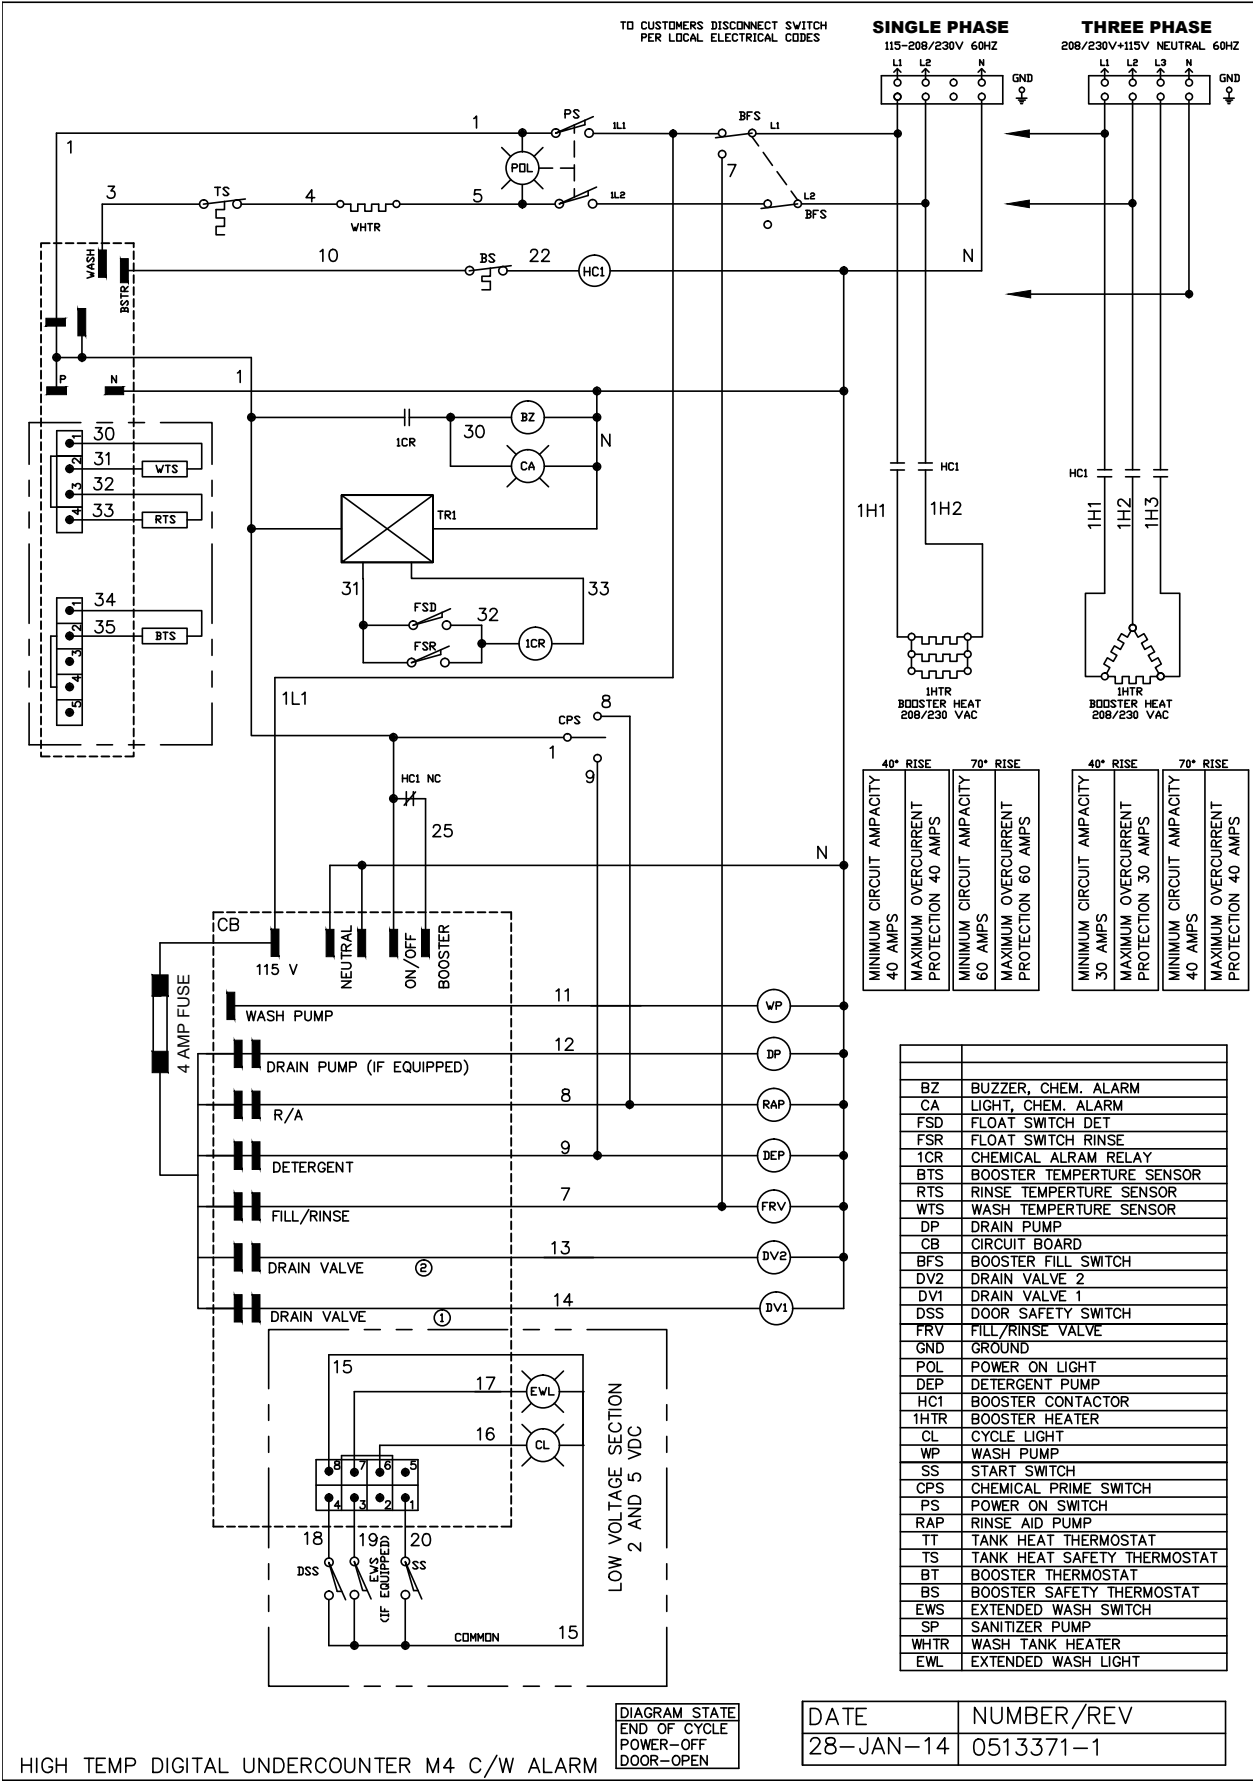 TO CUSTOMERS DISCONNECT SWITCH
PER LOCAL ELECTRICAL CODES
SINGLE PHASE
115-208/230V 60HZ
L1 L2 N
GND
THREE PHASE
208/230V+115V NEUTRAL 60HZ
L1 L2 L3 N
GND
1
1
PS
1L1
BFS
L1
POL
7
3
TS
4
WHTR
5
1L2
L2
BFS
WASH
BSTR
10
BS
22
HC1
N
P
N
1
1CR
30
BZ
CA
N
HC1
HC1
30
31
32
33
1
2
3
4
WTS
RTS
TR1
1H1
1H2
1H1
1H2
1H3
31
33
FSD
FSR
32
1CR
34
35
1
2
3
4
5
BTS
1HTR
BOOSTER HEAT
208/230 VAC
1HTR
BOOSTER HEAT
208/230 VAC
1L1
CPS
8
1
9
HC1 NC
25
N
40° RISE
MINIMUM CIRCUIT AMPACITY
40 AMPS
MAXIMUM OVERCURRENT
PROTECTION 40 AMPS
70° RISE
MINIMUM CIRCUIT AMPACITY
60 AMPS
MAXIMUM OVERCURRENT
PROTECTION 60 AMPS
40° RISE
MINIMUM CIRCUIT AMPACITY
30 AMPS
MAXIMUM OVERCURRENT
PROTECTION 30 AMPS
70° RISE
MINIMUM CIRCUIT AMPACITY
40 AMPS
MAXIMUM OVERCURRENT
PROTECTION 40 AMPS
CB
115 V
NEUTRAL
ON/OFF
BOOSTER
4 AMP FUSE
WASH PUMP
11
WP
DRAIN PUMP (IF EQUIPPED)
12
DP
R/A
8
RAP
DETERGENT
9
DEP
FILL/RINSE
7
FRV
DRAIN VALVE 2
13
DV2
DRAIN VALVE 1
14
DV1
15
17
EWL
16
CL
8 7 6 5
4 3 2 1
18
19
20
DSS
EWS
(IF EQUIPPED)
SS
COMMON
15
LOW VOLTAGE SECTION
2 AND 5 VDC
BZ BUZZER, CHEM. ALARM
CA LIGHT, CHEM. ALARM
FSD FLOAT SWITCH DET
FSR FLOAT SWITCH RINSE
1CR CHEMICAL ALRAM RELAY
BTS BOOSTER TEMPERTURE SENSOR
RTS RINSE TEMPERTURE SENSOR
WTS WASH TEMPERTURE SENSOR
DP DRAIN PUMP
CB CIRCUIT BOARD
BFS BOOSTER FILL SWITCH
DV2 DRAIN VALVE 2
DV1 DRAIN VALVE 1
DSS DOOR SAFETY SWITCH
FRV FILL/RINSE VALVE
GND GROUND
POL POWER ON LIGHT
DEP DETERGENT PUMP
HC1 BOOSTER CONTACTOR
1HTR BOOSTER HEATER
CL CYCLE LIGHT
WP WASH PUMP
SS START SWITCH
CPS CHEMICAL PRIME SWITCH
PS POWER ON SWITCH
RAP RINSE AID PUMP
TT TANK HEAT THERMOSTAT
TS TANK HEAT SAFETY THERMOSTAT
BT BOOSTER THERMOSTAT
BS BOOSTER SAFETY THERMOSTAT
EWS EXTENDED WASH SWITCH
SP SANITIZER PUMP
WHTR WASH TANK HEATER
EWL EXTENDED WASH LIGHT
HIGH TEMP DIGITAL UNDERCOUNTER M4 C/W ALARM
DIAGRAM STATE
END OF CYCLE
POWER-OFF
DOOR-OPEN
DATE NUMBER/REV
28-JAN-14 0513371-1